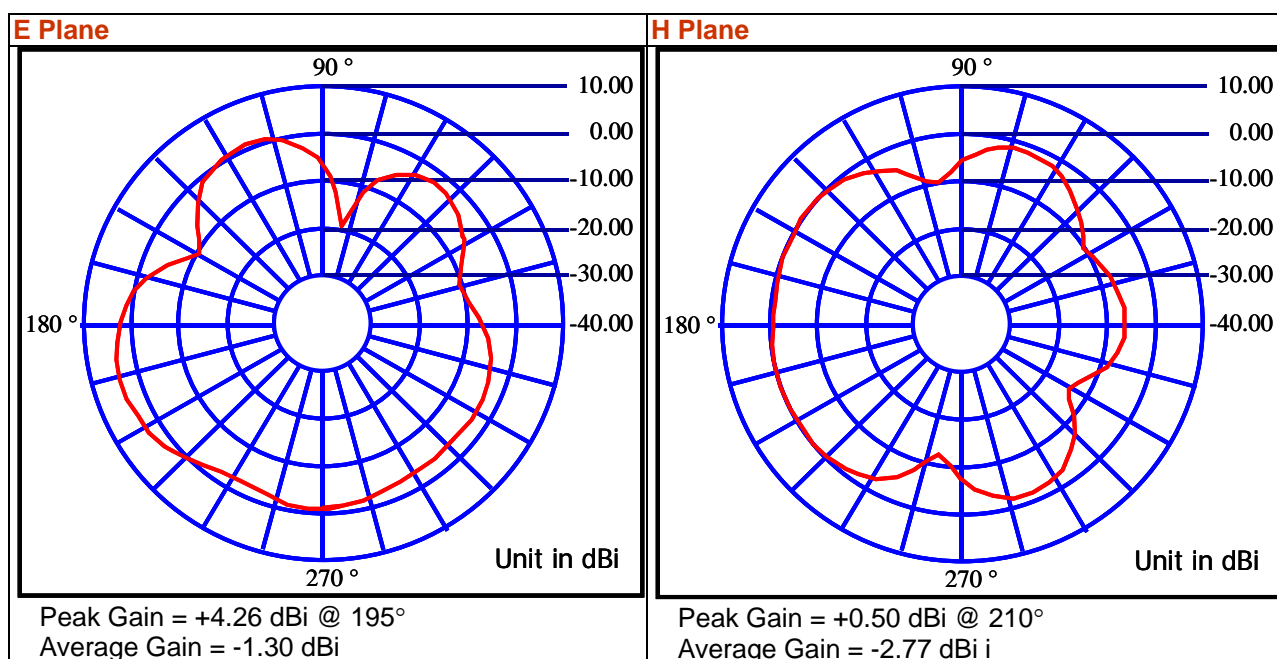 E Plane
90 °
10.00
0.00
-10.00
-20.00
-30.00
180 °
-40.00
Unit in dBi
270 °
Peak Gain = +4.26 dBi @ 195°
Average Gain = -1.30 dBi
H Plane
90 °
10.00
0.00
-10.00
-20.00
-30.00
180 °
-40.00
Unit in dBi
270 °
Peak Gain = +0.50 dBi @ 210°
Average Gain = -2.77 dBi i